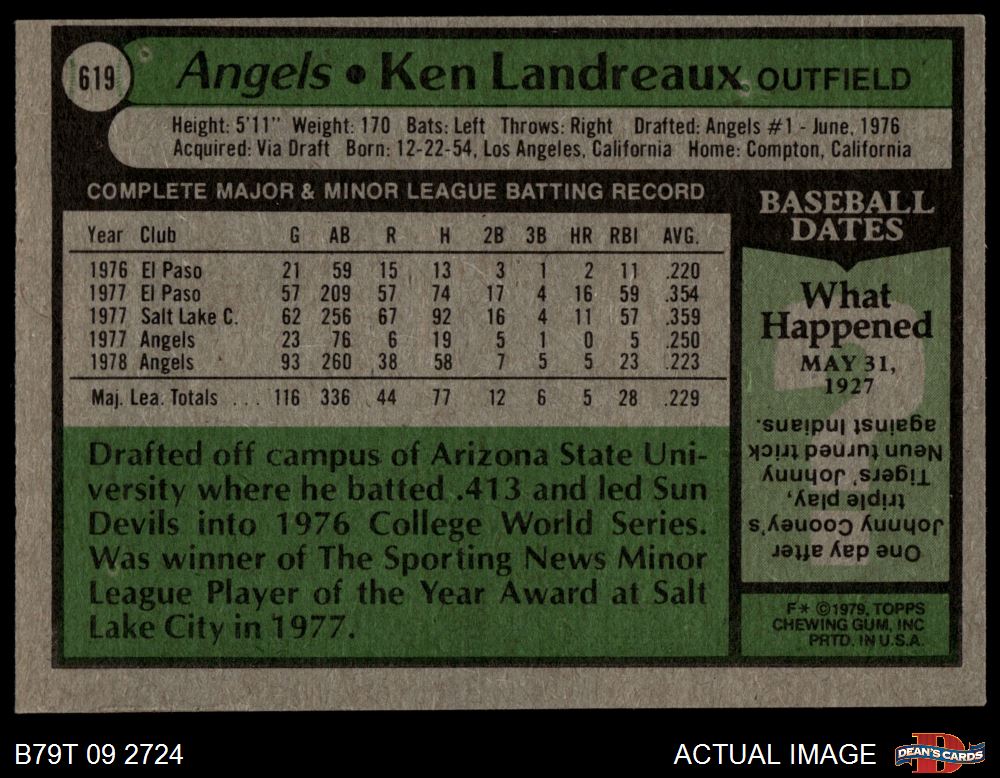 619
Angels • Ken Landreaux, OUTFIELD
Height: 5'11" Weight: 170 Bats: Left Throws: Right Drafted: Angels #1 - June, 1976
Acquired: Via Draft Born: 12-22-54, Los Angeles, California Home: Compton, California
COMPLETE MAJOR & MINOR LEAGUE BATTING RECORD
Year Club G AB R H 2B 3B HR RBI AVG.
1976 El Paso 21 59 15 13 3 1 2 11 .220
1977 El Paso 57 209 57 74 17 4 16 59 .354
1977 Salt Lake C. 62 256 67 92 16 4 11 57 .359
1977 Angels 23 76 6 19 5 1 0 5 .250
1978 Angels 93 260 38 58 7 5 5 23 .223
Maj. Lea. Totals ... 116 336 44 77 12 6 5 28 .229
Drafted off campus of Arizona State Uni-
versity where he batted .413 and led Sun
Devils into 1976 College World Series.
Was winner of The Sporting News Minor
League Player of the Year Award at Salt
Lake City in 1977.
BASEBALL
DATES
What
Happened
MAY 31,
1927
One day after
Johnny Cooney's
triple play,
Tigers' Johnny
Neun turned trick
against Indians.
F* ©1979, TOPPS
CHEWING GUM, INC
PRTD. IN U.S.A.
B79T 09 2724
ACTUAL IMAGE
DEAN'S CARDS